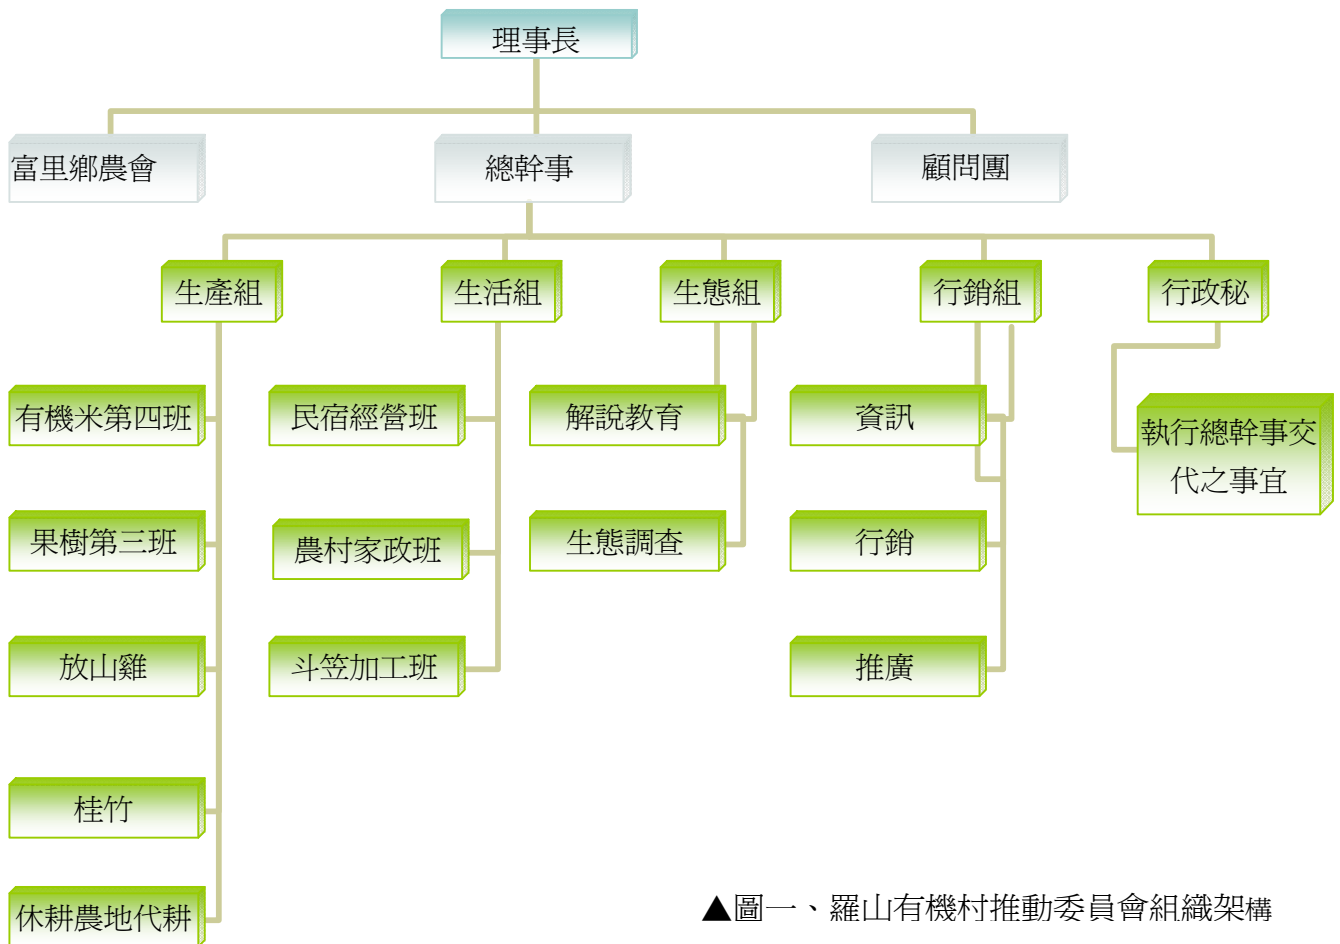 理事長
富里鄉農會
總幹事
顧問團
生產組
生活組
生態組
行銷組
行政秘
有機米第四班
民宿經營班
解說教育
資訊
執行總幹事交
代之事宜
果樹第三班
農村家政班
生態調查
行銷
放山雞
斗笠加工班
推廣
桂竹
休耕農地代耕
▲圖一、羅山有機村推動委員會組織架構